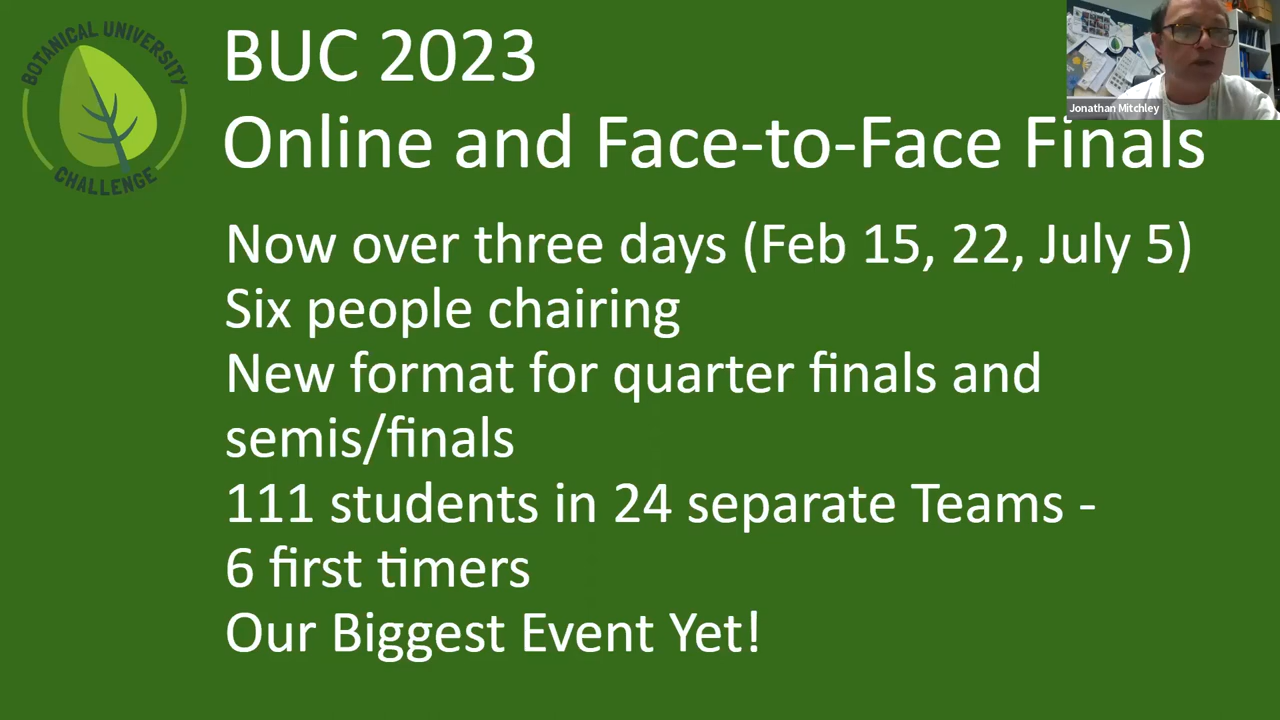 BOTANICAL UNIVERSITY
CHALLENGE
BUC 2023
Jonathan Mitchley
Online and Face-to-Face Finals
Now over three days (Feb 15, 22, July 5)
Six people chairing
New format for quarter finals and
semis/finals
111 students in 24 separate Teams -
6 first timers
Our Biggest Event Yet!